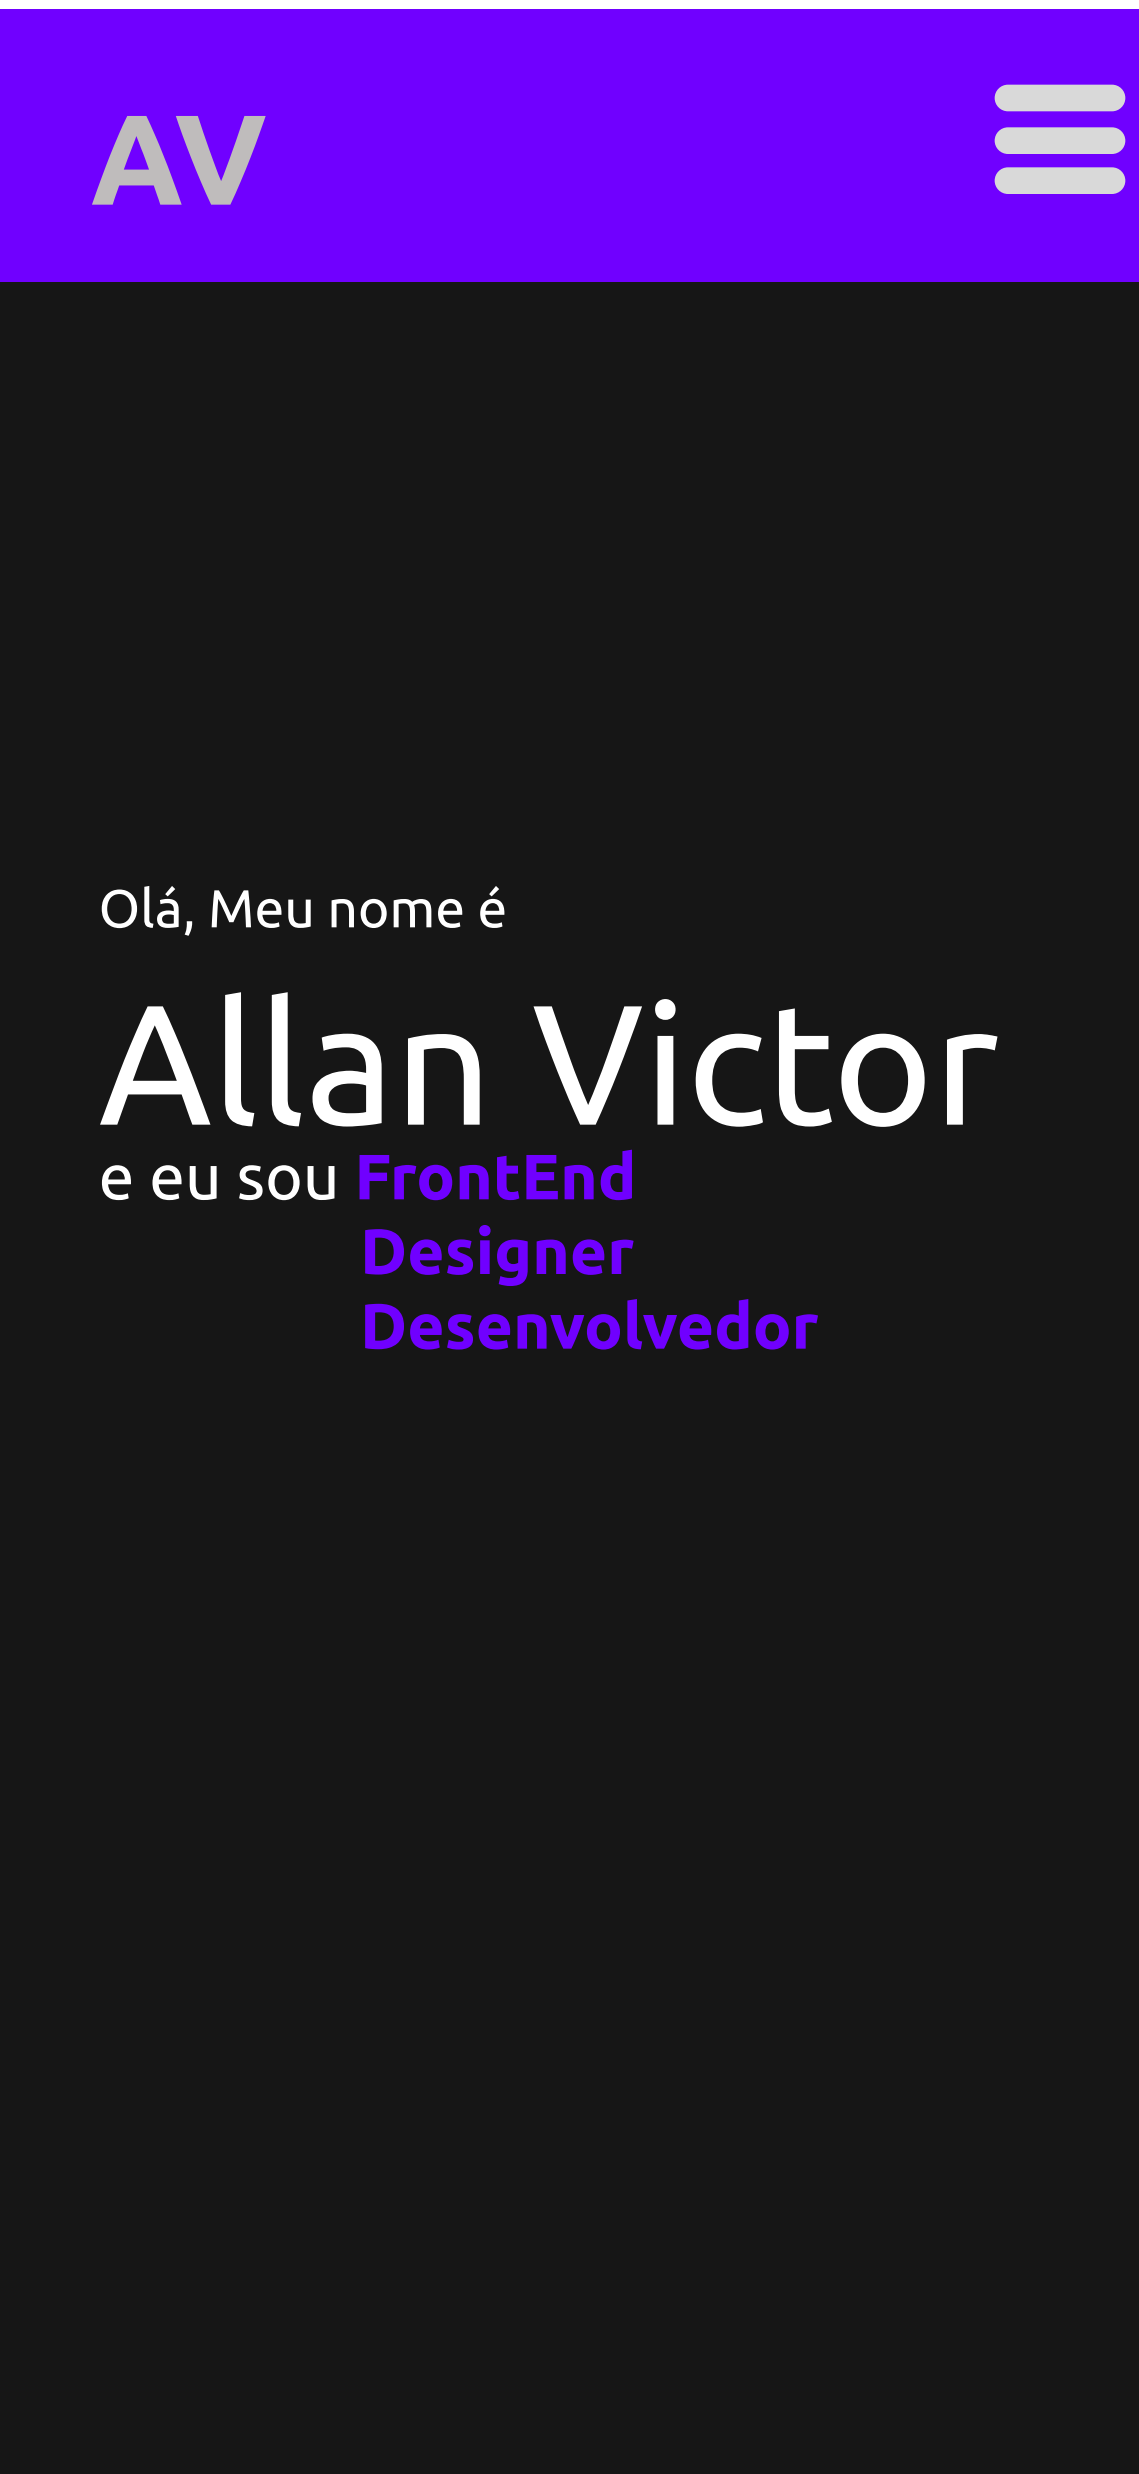 AV
Olá, Meu nome é
Allan Victor
e eu sou FrontEnd
Designer
Desenvolvedor